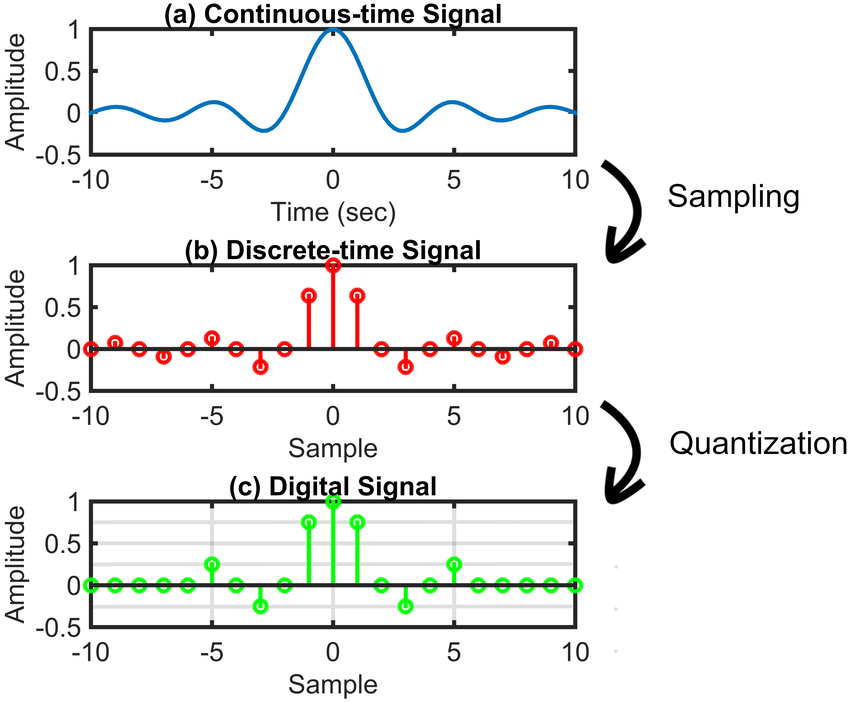 (a) Continuous-time Signal
1
0.5
0
-0.5
Amplitude
-10 -5 0 5 10
Time (sec)
Sampling
(b) Discrete-time Signal
1
0.5
0
-0.5
Amplitude
-10 -5 0 5 10
Sample
Quantization
(c) Digital Signal
1
0.5
0
-0.5
Amplitude
-10 -5 0 5 10
Sample